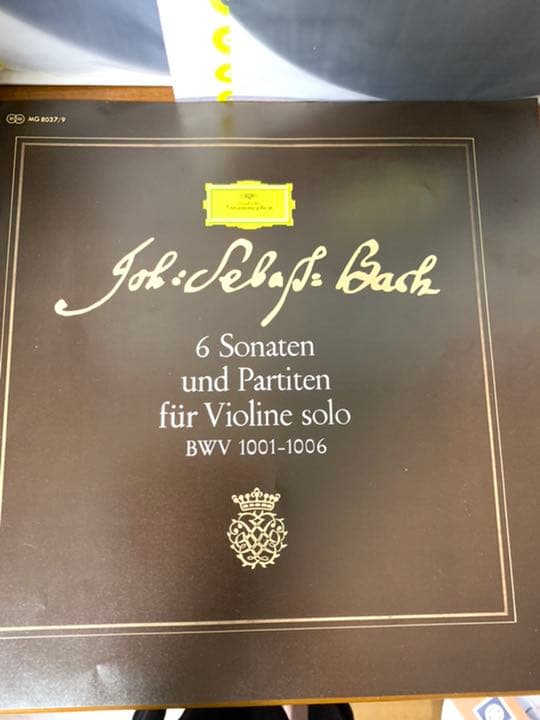 MG 8037/9
Joh: Sebast: Bach
6 Sonaten
und Partiten
für Violine solo
BWV 1001-1006